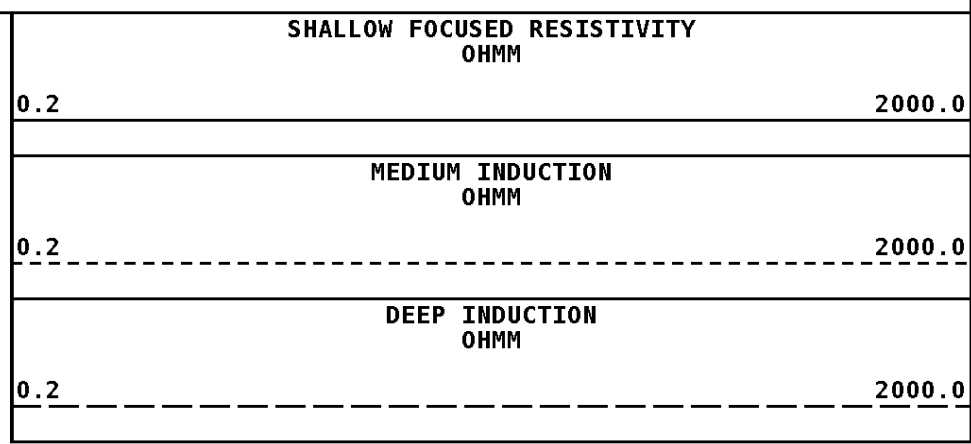 SHALLOW FOCUSED RESISTIVITY
OHMM
0.2 2000.0
MEDIUM INDUCTION
OHMM
0.2 2000.0
DEEP INDUCTION
OHMM
0.2 2000.0